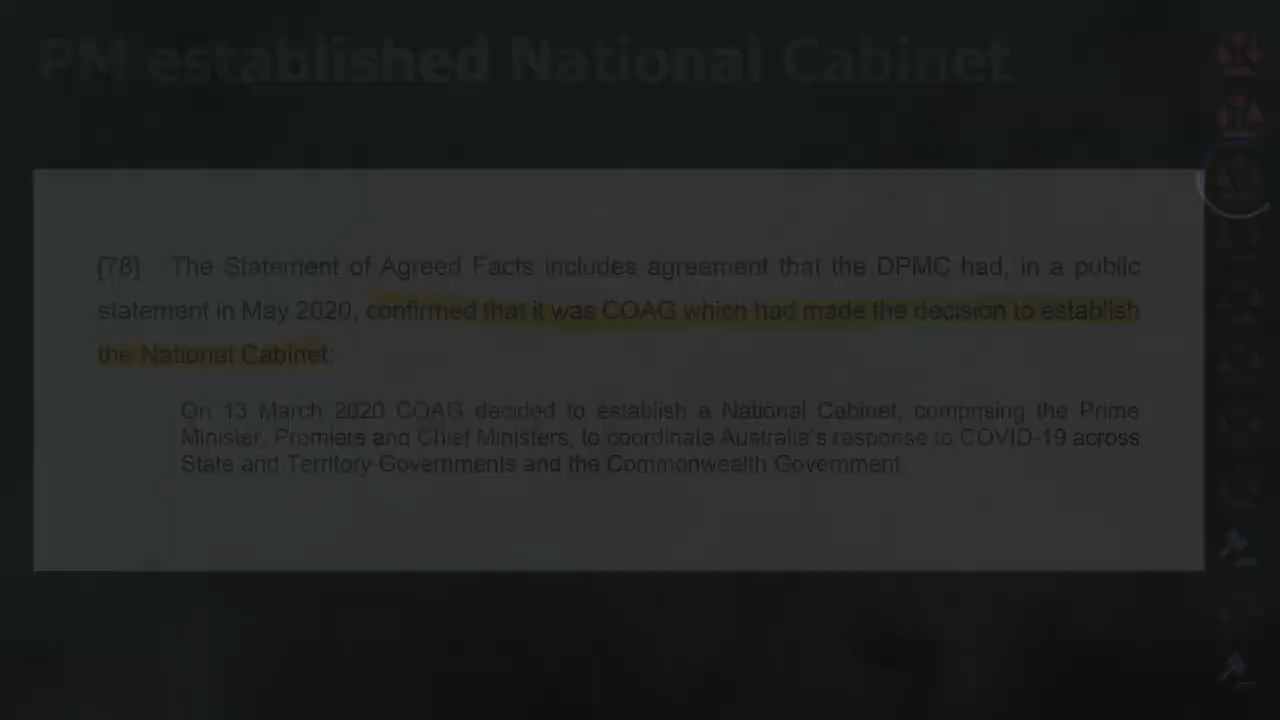 PM established National Cabinet
[78] The Statement of Agreed Facts includes agreement that the DPMC had, in a public
statement in May 2020, confirmed that it was COAG which had made the decision to establish
the National Cabinet:
On 13 March 2020 COAG decided to establish a National Cabinet, comprising the Prime
Minister, Premiers and Chief Ministers, to coordinate Australia's response to COVID-19 across
State and Territory Governments and the Commonwealth Government.